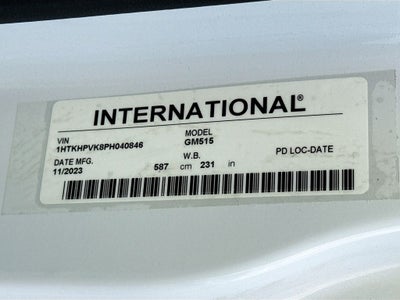 INTERNATIONAL®
VIN MODEL
1HTKHPVK8PH040846 GM515
DATE MFG. W.B. PD LOC-DATE
11/2023 587 cm 231 in